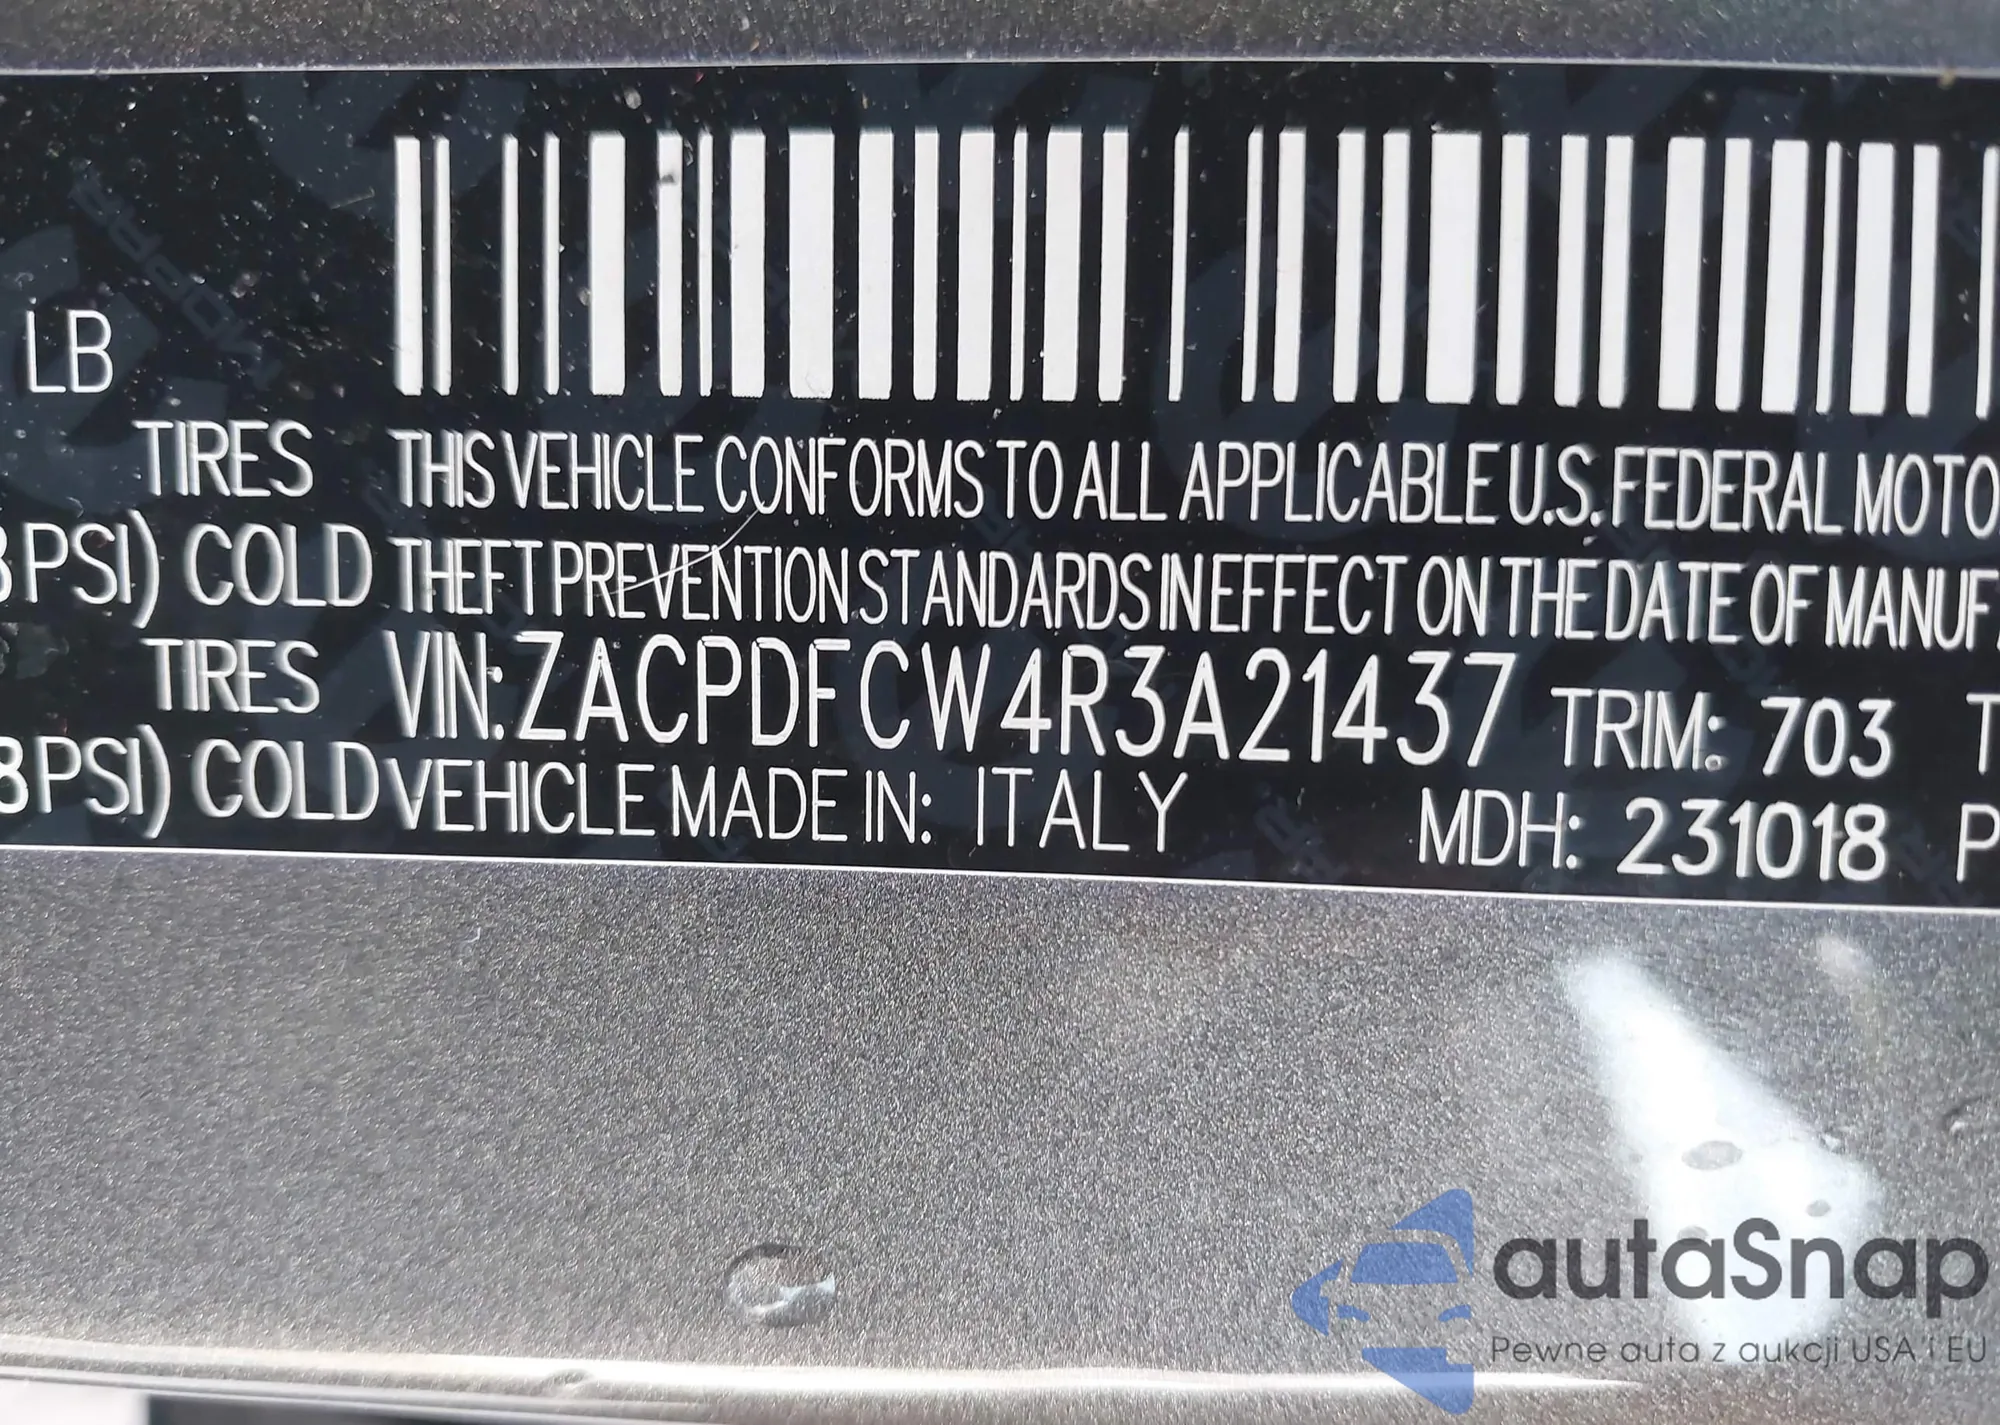 LB
TIRES
PSI) COLD
TIRES
8 PSI) COLD
THIS VEHICLE CONFORMS TO ALL APPLICABLE U.S. FEDERAL MOTO
THEFT PREVENTION STANDARDS IN EFFECT ON THE DATE OF MANUF
VIN: ZACPDFCW4R3A21437 TRIM: 703 T
VEHICLE MADE IN: ITALY MDH: 231018 P
autaSnap
Pewne auta z aukcji USA i EU